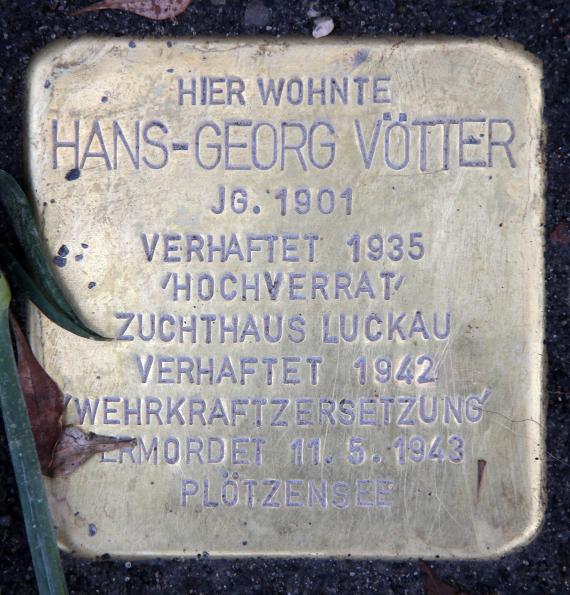 HIER WOHNTE
HANS-GEORG VÖTTER
JG. 1901
VERHAFTET 1935
'HOCHVERRAT'
ZUCHTHAUS LUCKAU
VERHAFTET 1942
'WEHRKRAFTZERSETZUNG'
ERMORDET 11.5.1943
PLÖTZENSEE